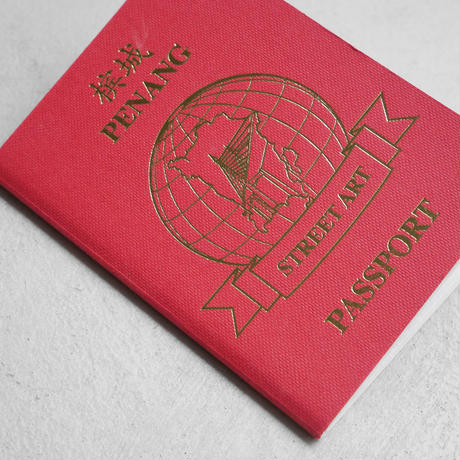 槟城
PENANG
STREET ART
PASSPORT